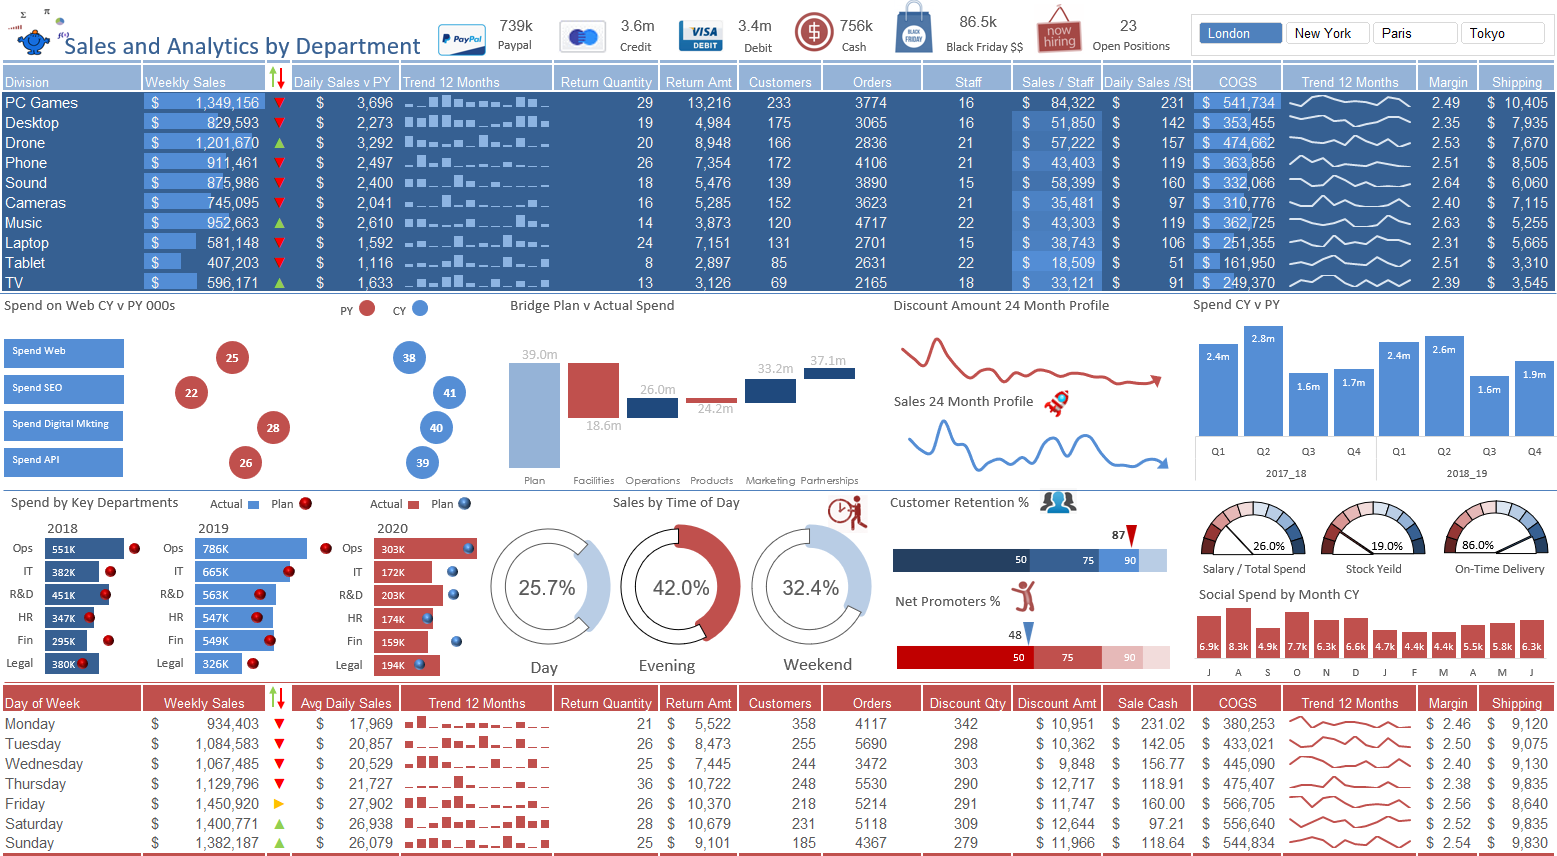 Σ π f(x)
Sales and Analytics by Department
PayPal 739k Paypal
3.6m Credit
VISA DEBIT 3.4m Debit
$ 756k Cash
BLACK FRIDAY 86.5k Black Friday $$
now hiring 23 Open Positions
London New York Paris Tokyo
Division Weekly Sales Daily Sales v PY Trend 12 Months Return Quantity Return Amt Customers Orders Staff Sales / Staff Daily Sales /St COGS Trend 12 Months Margin Shipping
PC Games $ 1,349,156 $ 3,696 29 13,216 233 3774 16 $ 84,322 $ 231 $ 541,734 2.49 $ 10,405
Desktop $ 829,593 $ 2,273 19 4,984 175 3065 16 $ 51,850 $ 142 $ 353,455 2.35 $ 7,935
Drone $ 1,201,670 $ 3,292 20 8,948 166 2836 21 $ 57,222 $ 157 $ 474,662 2.53 $ 7,670
Phone $ 911,461 $ 2,497 26 7,354 172 4106 21 $ 43,403 $ 119 $ 363,856 2.51 $ 8,505
Sound $ 875,986 $ 2,400 18 5,476 139 3890 15 $ 58,399 $ 160 $ 332,066 2.64 $ 6,060
Cameras $ 745,095 $ 2,041 16 5,285 152 3623 21 $ 35,481 $ 97 $ 310,776 2.40 $ 7,115
Music $ 952,663 $ 2,610 14 3,873 120 4717 22 $ 43,303 $ 119 $ 362,725 2.63 $ 5,255
Laptop $ 581,148 $ 1,592 24 7,151 131 2701 15 $ 38,743 $ 106 $ 251,355 2.31 $ 5,665
Tablet $ 407,203 $ 1,116 8 2,897 85 2631 22 $ 18,509 $ 51 $ 161,950 2.51 $ 3,310
TV $ 596,171 $ 1,633 13 3,126 69 2165 18 $ 33,121 $ 91 $ 249,370 2.39 $ 3,545
Spend on Web CY v PY 000s PY CY
Spend Web 25 38
Spend SEO 22 41
Spend Digital Mkting 28 40
Spend API 26 39
Bridge Plan v Actual Spend
39.0m 18.6m 26.0m 24.2m 33.2m 37.1m
Plan Facilities Operations Products Marketing Partnerships
Discount Amount 24 Month Profile
Sales 24 Month Profile
Spend CY v PY
2.4m 2.8m 1.6m 1.7m 2.4m 2.6m 1.6m 1.9m
Q1 Q2 Q3 Q4 Q1 Q2 Q3 Q4
2017_18 2018_19
Spend by Key Departments Actual Plan Actual Plan
2018 2019 2020
Ops 551K Ops 786K Ops 303K
IT 382K IT 665K IT 172K
R&D 451K R&D 563K R&D 203K
HR 347K HR 547K HR 174K
Fin 295K Fin 549K Fin 159K
Legal 380K Legal 326K Legal 194K
Sales by Time of Day
25.7% 42.0% 32.4%
Day Evening Weekend
Customer Retention %
87
50 75 90
Net Promoters %
48
50 75 90
26.0% 19.0% 86.0%
Salary / Total Spend Stock Yeild On-Time Delivery
Social Spend by Month CY
6.9k 8.3k 4.9k 7.7k 6.3k 6.6k 4.7k 4.4k 4.4k 5.5k 5.8k 6.3k
J A S O N D J F M A M J
Day of Week Weekly Sales Avg Daily Sales Trend 12 Months Return Quantity Return Amt Customers Orders Discount Qty Discount Amt Sale Cash COGS Trend 12 Months Margin Shipping
Monday $ 934,403 $ 17,969 21 $ 5,522 358 4117 342 $ 10,951 $ 231.02 $ 380,253 $ 2.46 $ 9,120
Tuesday $ 1,084,583 $ 20,857 26 $ 8,473 255 5690 298 $ 10,362 $ 142.05 $ 433,021 $ 2.50 $ 9,075
Wednesday $ 1,067,485 $ 20,529 25 $ 7,445 244 3472 303 $ 9,848 $ 156.77 $ 445,090 $ 2.40 $ 9,130
Thursday $ 1,129,796 $ 21,727 36 $ 10,722 248 5530 290 $ 12,717 $ 118.91 $ 475,407 $ 2.38 $ 9,835
Friday $ 1,450,920 $ 27,902 26 $ 10,370 218 5214 291 $ 11,747 $ 160.00 $ 566,705 $ 2.56 $ 8,640
Saturday $ 1,400,771 $ 26,938 28 $ 10,679 231 5118 309 $ 12,644 $ 97.21 $ 556,640 $ 2.52 $ 9,835
Sunday $ 1,382,187 $ 26,079 25 $ 9,101 185 4367 279 $ 11,966 $ 118.64 $ 544,834 $ 2.54 $ 9,830